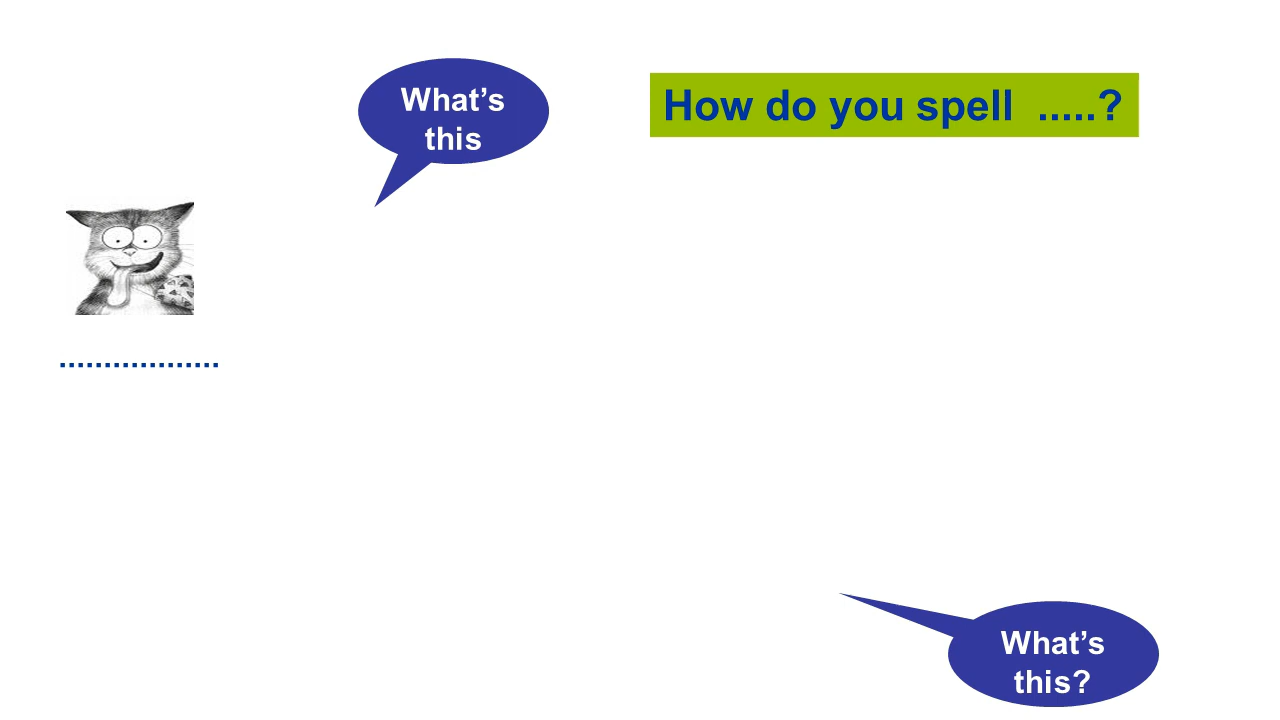 What’s
this
How do you spell .....?
..................
What’s
this?